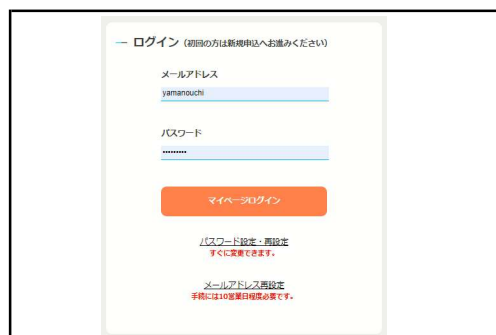 ログイン (初回の方は新規申込へお進みください)
メールアドレス
yamanouchi
パスワード
•••••••••
マイページログイン
パスワード設定・再設定
すぐに変更できます。
メールアドレス再設定
手続には10営業日程度必要です。